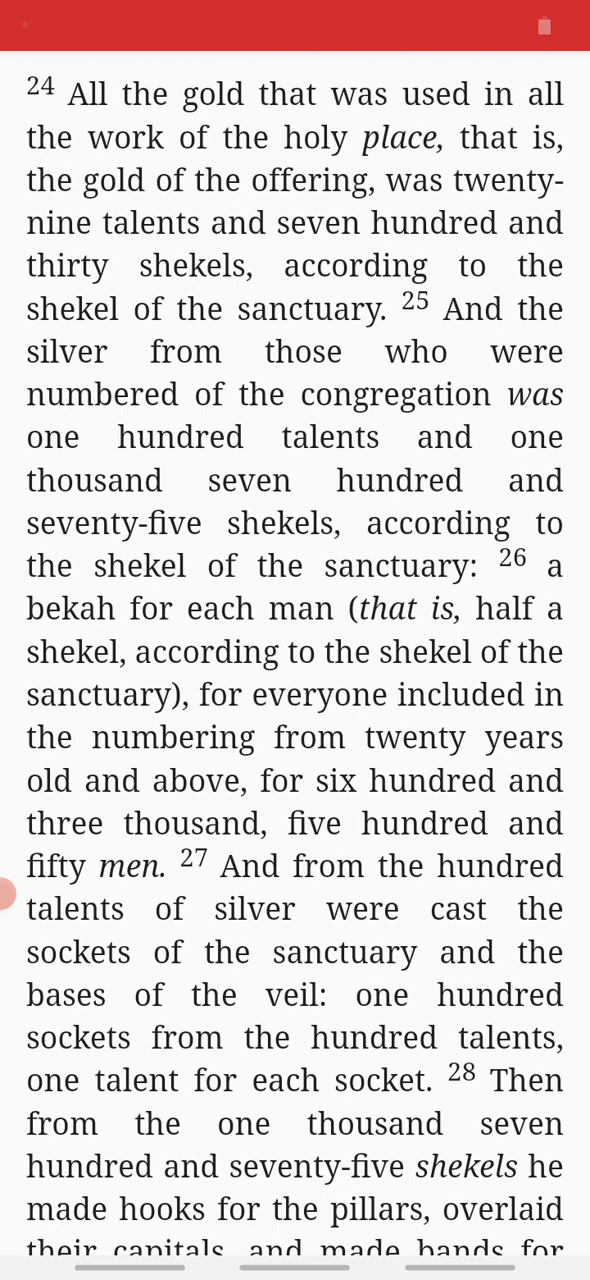 24 All the gold that was used in all
the work of the holy place, that is,
the gold of the offering, was twenty-
nine talents and seven hundred and
thirty shekels, according to the
shekel of the sanctuary. 25 And the
silver from those who were
numbered of the congregation was
one hundred talents and one
thousand seven hundred and
seventy-five shekels, according to
the shekel of the sanctuary: 26 a
bekah for each man (that is, half a
shekel, according to the shekel of the
sanctuary), for everyone included in
the numbering from twenty years
old and above, for six hundred and
three thousand, five hundred and
fifty men. 27 And from the hundred
talents of silver were cast the
sockets of the sanctuary and the
bases of the veil: one hundred
sockets from the hundred talents,
one talent for each socket. 28 Then
from the one thousand seven
hundred and seventy-five shekels he
made hooks for the pillars, overlaid
their capitals, and made bands for